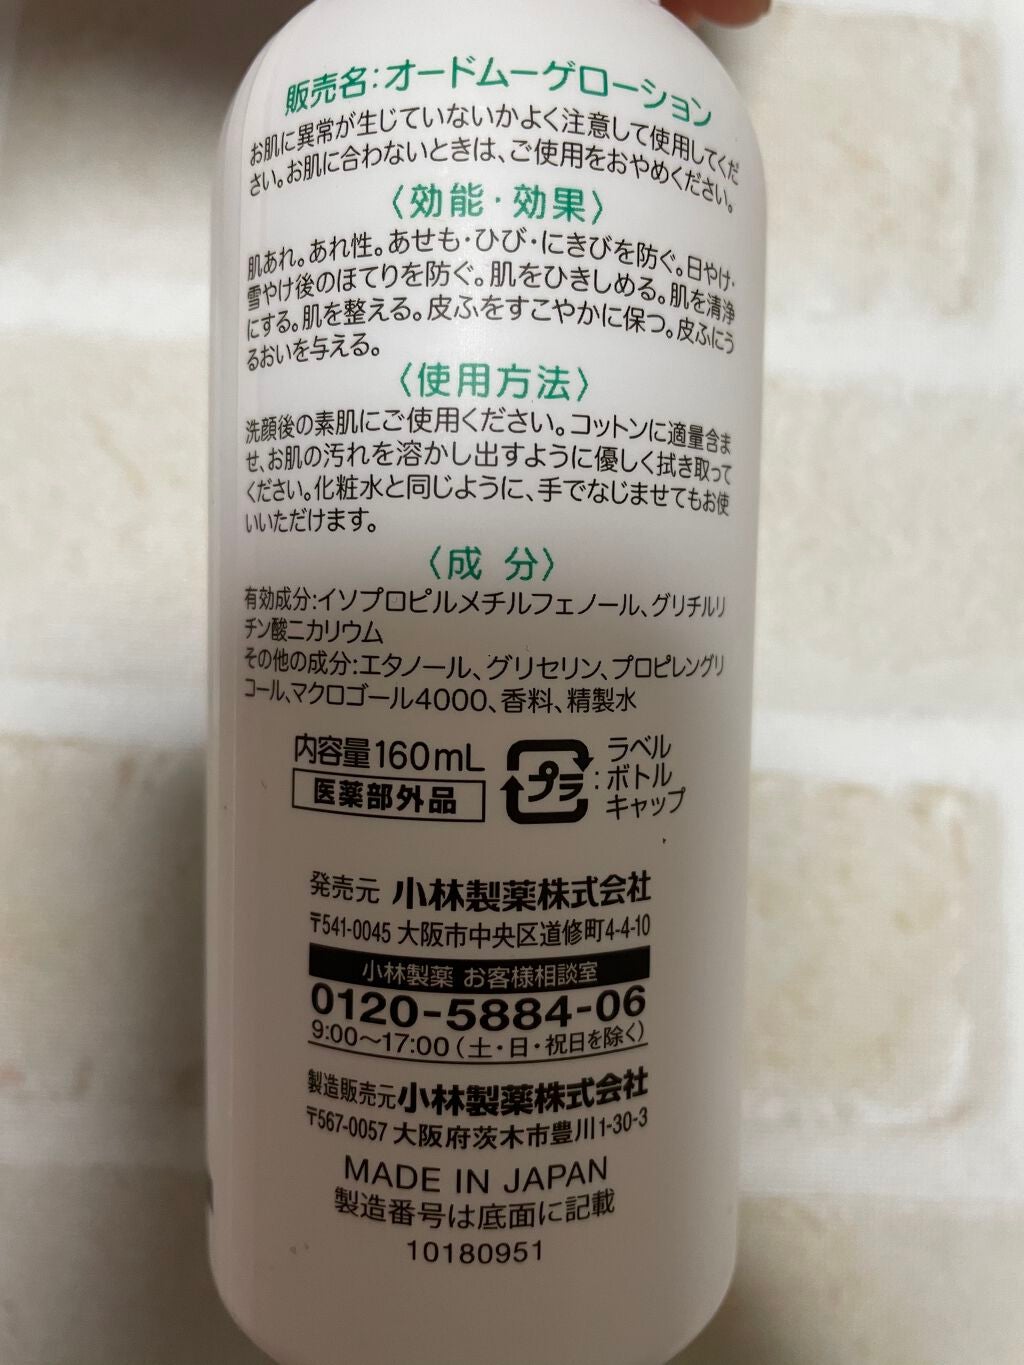 販売名:オードムーゲローション
お肌に異常が生じていないかよく注意して使用してくだ
さい。お肌に合わないときは、ご使用をおやめください。
〈効能・効果〉
肌あれ。あれ性。あせも・ひび・にきびを防ぐ。日やけ・
雪やけ後のほてりを防ぐ。肌をひきしめる。肌を清浄
にする。肌を整える。皮ふをすこやかに保つ。皮ふにう
るおいを与える。
〈使用方法〉
洗顔後の素肌にご使用ください。コットンに適量含ま
せ、お肌の汚れを溶かし出すように優しく拭き取って
ください。化粧水と同じように、手でなじませてもお使
いいただけます。
〈成 分〉
有効成分:イソプロピルメチルフェノール、グリチルリ
チン酸二カリウム
その他の成分:エタノール、グリセリン、プロピレングリ
コール、マクロゴール4000、香料、精製水
内容量160mL
医薬部外品
プラ
:ラベル
ボトル
キャップ
発売元 小林製薬株式会社
〒541-0045 大阪市中央区道修町4-4-10
小林製薬 お客様相談室
0120-5884-06
9:00～17:00(土・日・祝日を除く)
製造販売元 小林製薬株式会社
〒567-0057 大阪府茨木市豊川1-30-3
MADE IN JAPAN
製造番号は底面に記載
10180951